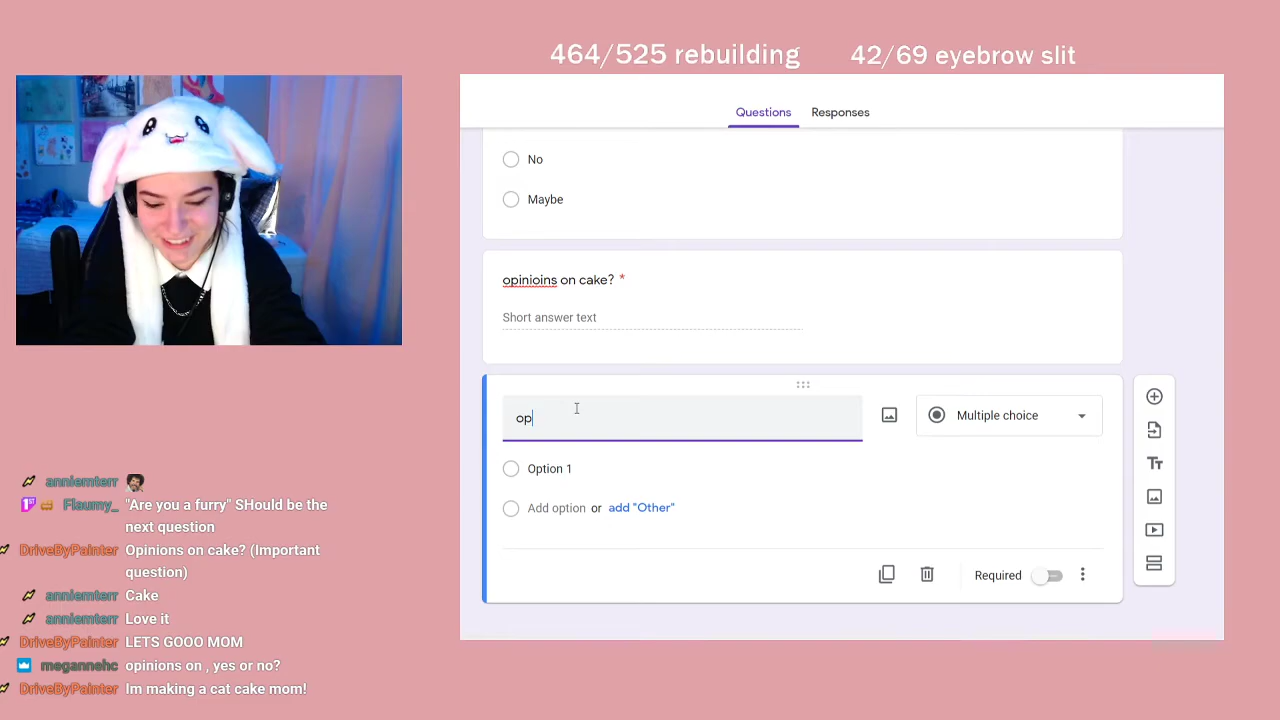 464/525 rebuilding
42/69 eyebrow slit
Questions
Responses
No
Maybe
opinioins on cake? *
Short answer text
op
Multiple choice
Option 1
Add option or add "Other"
Required
anniemterr
Flaumy_ "Are you a furry" SHould be the
next question
DriveByPainter Opinions on cake? (Important
question)
anniemterr Cake
anniemterr Love it
DriveByPainter LETS GOOO MOM
megannehc opinions on , yes or no?
DriveByPainter Im making a cat cake mom!